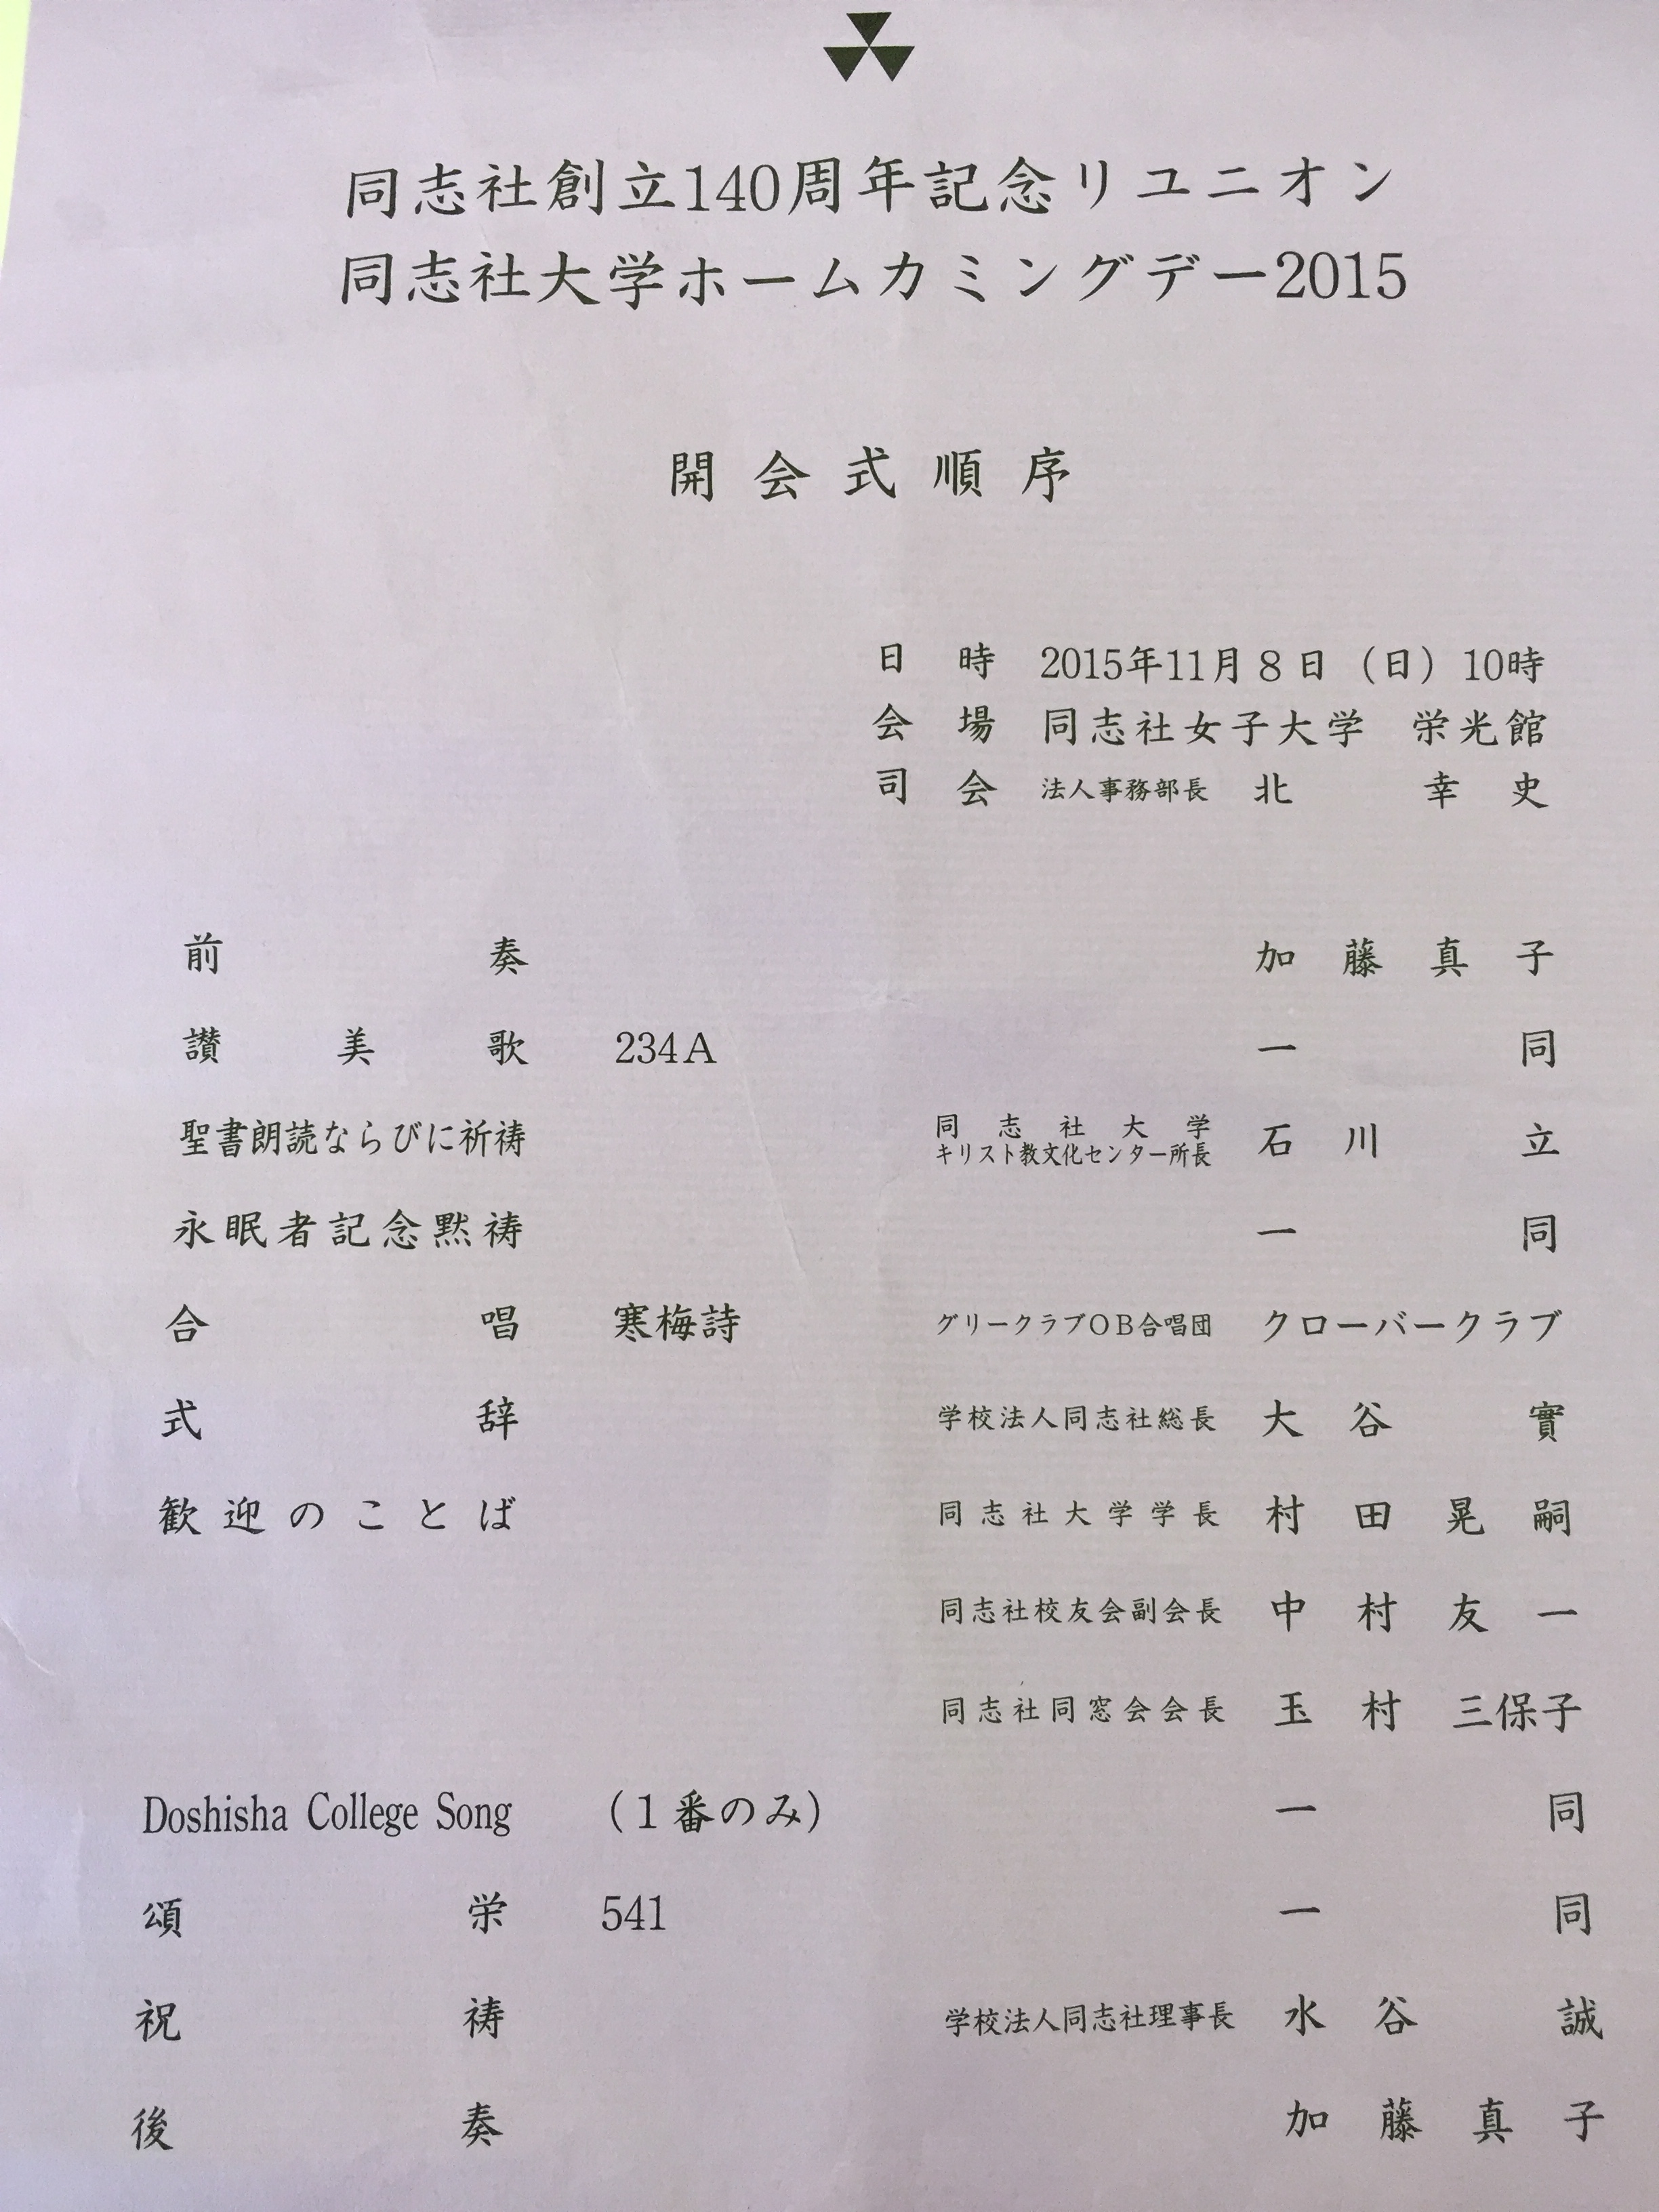 同志社創立140周年記念リユニオン
同志社大学ホームカミングデー2015
開会式順序
日時 2015年11月8日（日）10時
会場 同志社女子大学 栄光館
司会 法人事務部長 北幸史
前奏 加藤真子
讃美歌 234A 一同
聖書朗読ならびに祈祷 同志社大学 キリスト教文化センター所長 石川立
永眠者記念黙祷 一同
合唱 寒梅詩 グリークラブOB合唱団 クローバークラブ
式辞 学校法人同志社総長 大谷實
歓迎のことば 同志社大学学長 村田晃嗣
同志社校友会副会長 中村友一
同志社同窓会会長 玉村三保子
Doshisha College Song （1番のみ） 一同
頌栄 541 一同
祝祷 学校法人同志社理事長 水谷誠
後奏 加藤真子